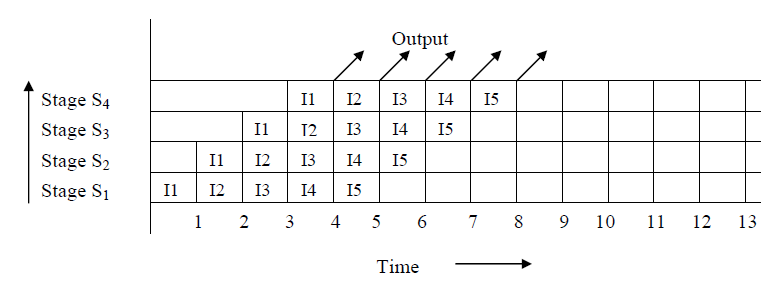 Output
Stage S4 I1 I2 I3 I4 I5
Stage S3 I1 I2 I3 I4 I5
Stage S2 I1 I2 I3 I4 I5
Stage S1 I1 I2 I3 I4 I5
1 2 3 4 5 6 7 8 9 10 11 12 13
Time